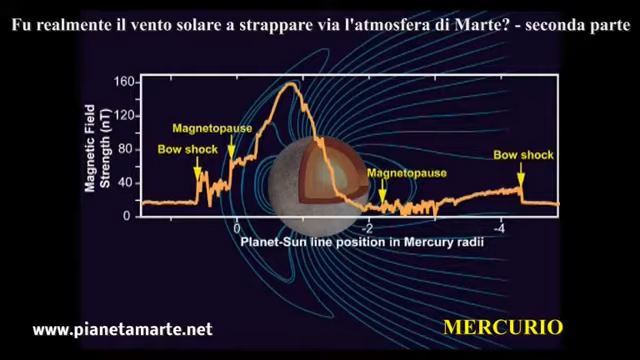 Fu realmente il vento solare a strappare via l'atmosfera di Marte? - seconda parte
Magnetic Field
Strength (nT)
160
120
80
40
0
Bow shock
Magnetopause
Magnetopause
Bow shock
0
-2
-4
Planet-Sun line position in Mercury radii
www.pianetamarte.net
MERCURIO